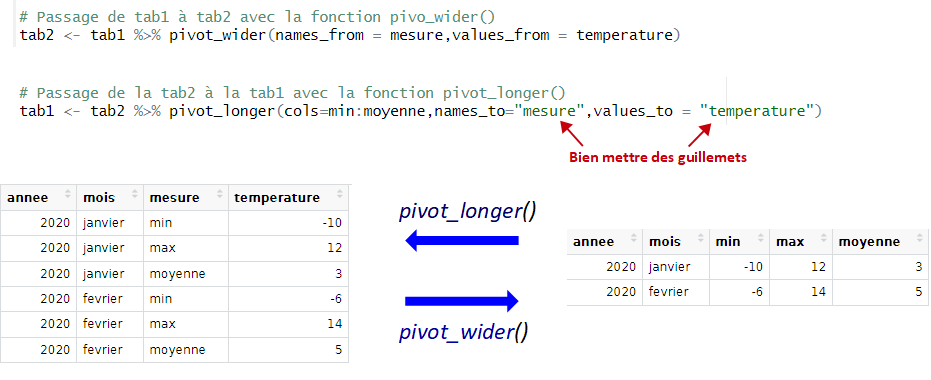 # Passage de tab1 à tab2 avec la fonction pivo_wider()
tab2 <- tab1 %>% pivot_wider(names_from = mesure,values_from = temperature)
# Passage de la tab2 à la tab1 avec la fonction pivot_longer()
tab1 <- tab2 %>% pivot_longer(cols=min:moyenne,names_to="mesure",values_to = "temperature")
Bien mettre des guillemets
annee mois mesure temperature
2020 janvier min -10
2020 janvier max 12
2020 janvier moyenne 3
2020 fevrier min -6
2020 fevrier max 14
2020 fevrier moyenne 5
pivot_longer()
pivot_wider()
annee mois min max moyenne
2020 janvier -10 12 3
2020 fevrier -6 14 5